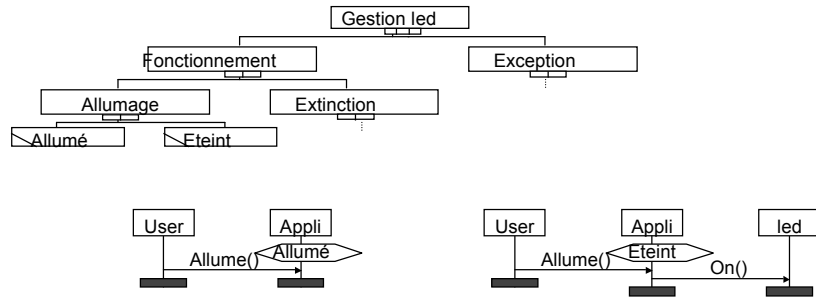 Gestion led
Fonctionnement
Exception
Allumage
Extinction
Allumé
Eteint
User
Appli
User
Appli
led
Allumé
Eteint
Allume()
Allume()
On()